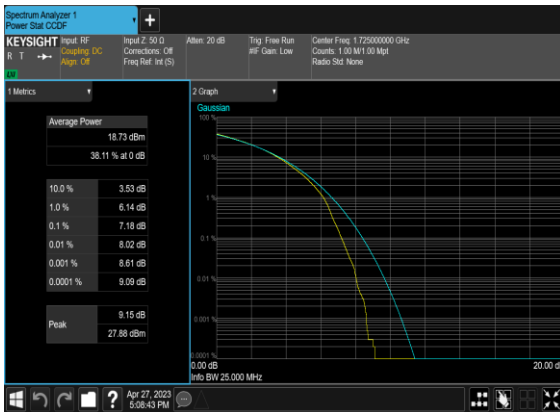 Spectrum Analyzer 1
Power Stat CCDF
+
KEYSIGHT
R T
LXI
Input: RF
Coupling: DC
Align: Off
Input Z: 50 Ω
Corrections: Off
Freq Ref: Int (S)
Atten: 20 dB
Trig: Free Run
#IF Gain: Low
Center Freq: 1.725000000 GHz
Counts: 1.00 M/1.00 Mpt
Radio Std: None
1 Metrics
Average Power
18.73 dBm
38.11 % at 0 dB
10.0 % 3.53 dB
1.0 % 6.14 dB
0.1 % 7.18 dB
0.01 % 8.02 dB
0.001 % 8.61 dB
0.0001 % 9.09 dB
Peak
9.15 dB
27.88 dBm
2 Graph
Gaussian
100 %
10 %
1 %
0.1 %
0.01 %
0.001 %
0.0001 %
0.00 dB
20.00 d
Info BW 25.000 MHz
?
Apr 27, 2023
5:08:43 PM